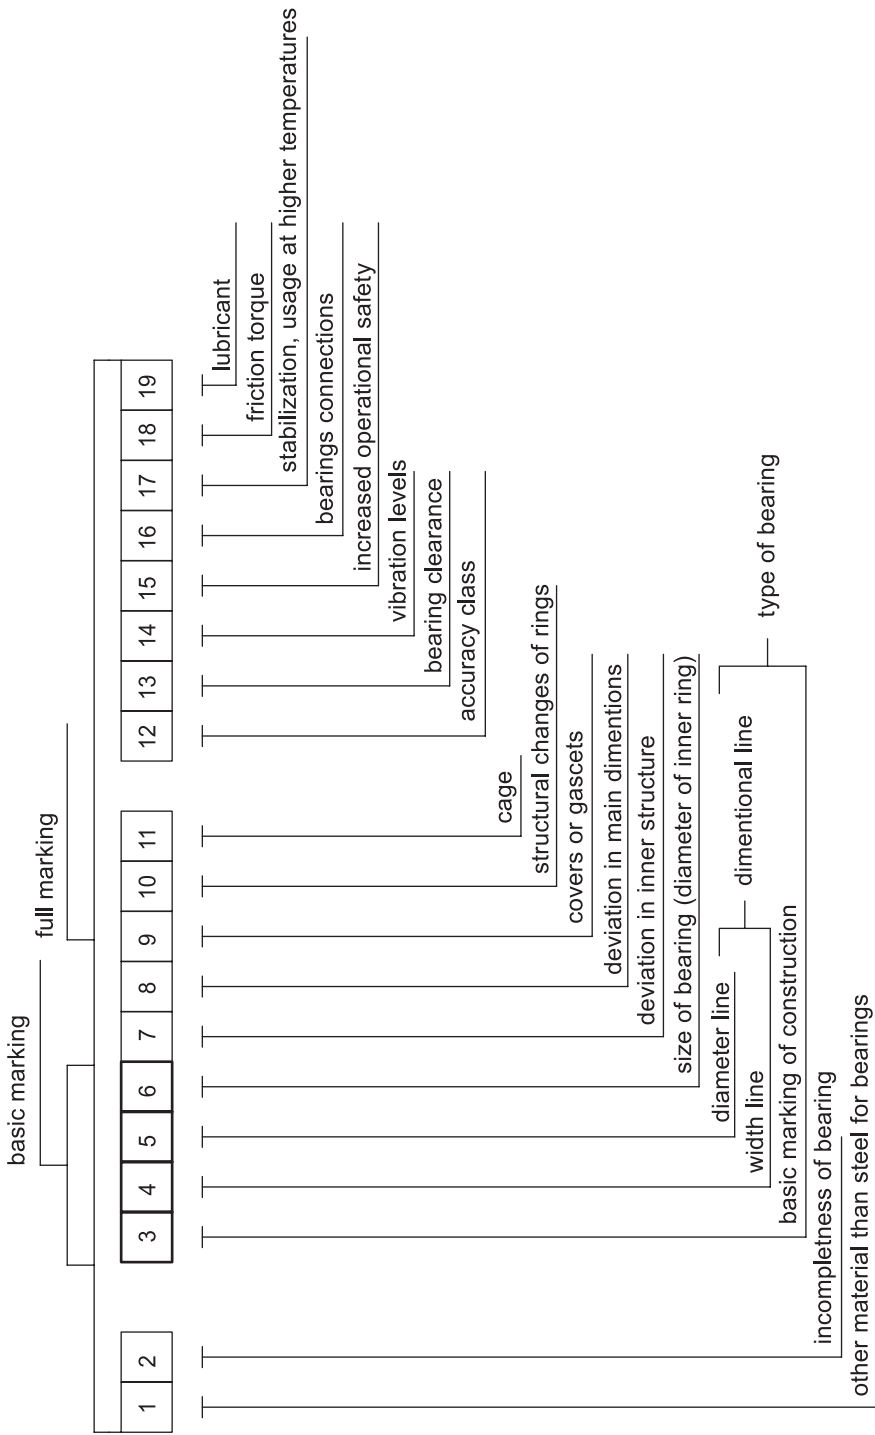 basic marking
full marking
1 2 3 4 5 6 7 8 9 10 11 12 13 14 15 16 17 18 19
lubricant
friction torque
stabilization, usage at higher temperatures
bearings connections
increased operational safety
vibration levels
bearing clearance
accuracy class
cage
structural changes of rings
covers or gascets
deviation in main dimentions
deviation in inner structure
size of bearing (diameter of inner ring)
diameter line
width line
dimentional line
type of bearing
basic marking of construction
incompletness of bearing
other material than steel for bearings